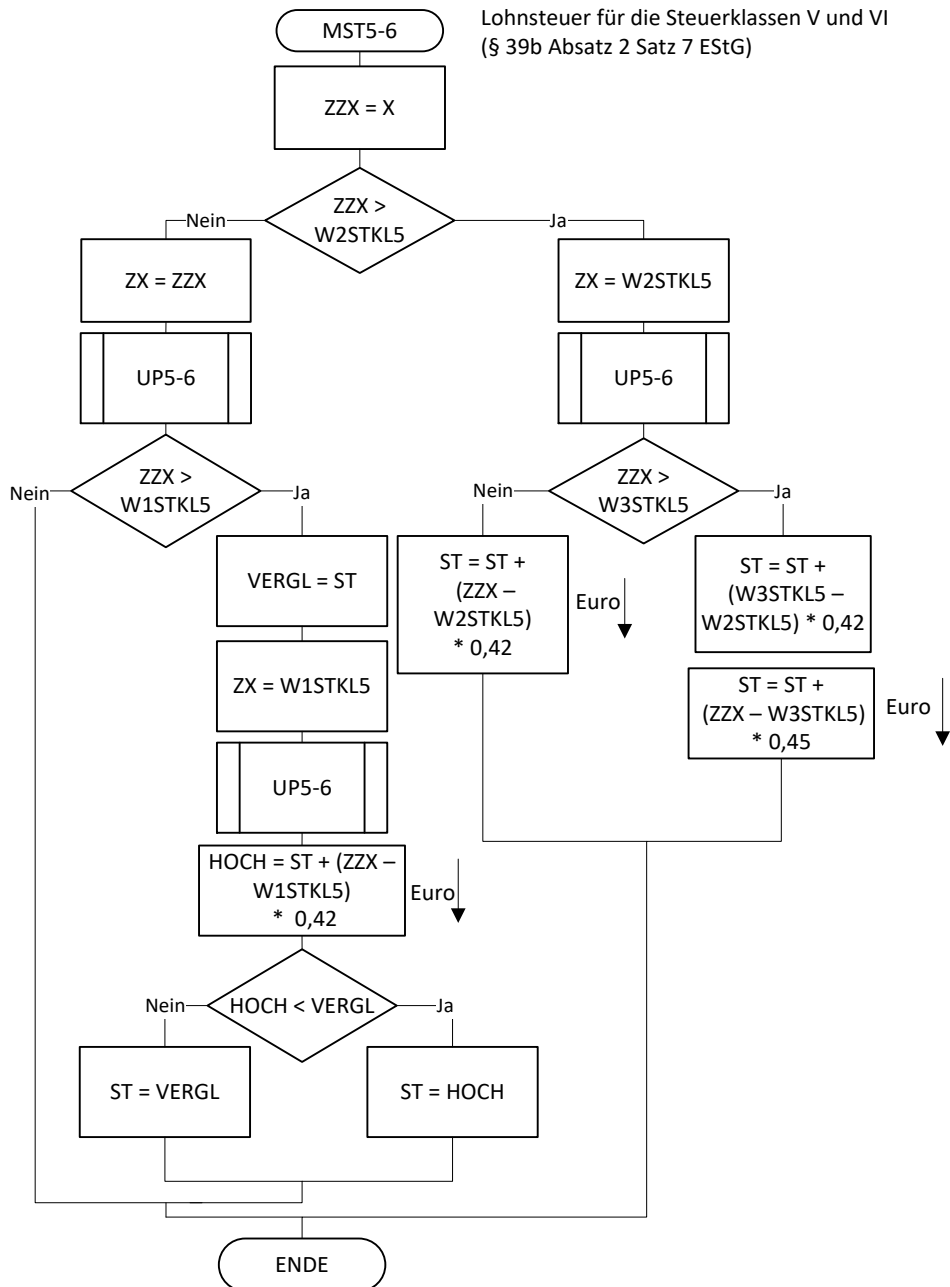 MST5-6
Lohnsteuer für die Steuerklassen V und VI
(§ 39b Absatz 2 Satz 7 EStG)
ZZX = X
ZZX >
W2STKL5
Nein
Ja
ZX = ZZX
ZX = W2STKL5
UP5-6
UP5-6
ZZX >
W1STKL5
Nein
Ja
ZZX >
W3STKL5
Nein
Ja
VERGL = ST
ST = ST +
(ZZX –
W2STKL5)
* 0,42
Euro
ST = ST +
(W3STKL5 –
W2STKL5) * 0,42
ZX = W1STKL5
ST = ST +
(ZZX – W3STKL5)
* 0,45
Euro
UP5-6
HOCH = ST + (ZZX –
W1STKL5)
* 0,42
Euro
HOCH < VERGL
Nein
Ja
ST = VERGL
ST = HOCH
ENDE